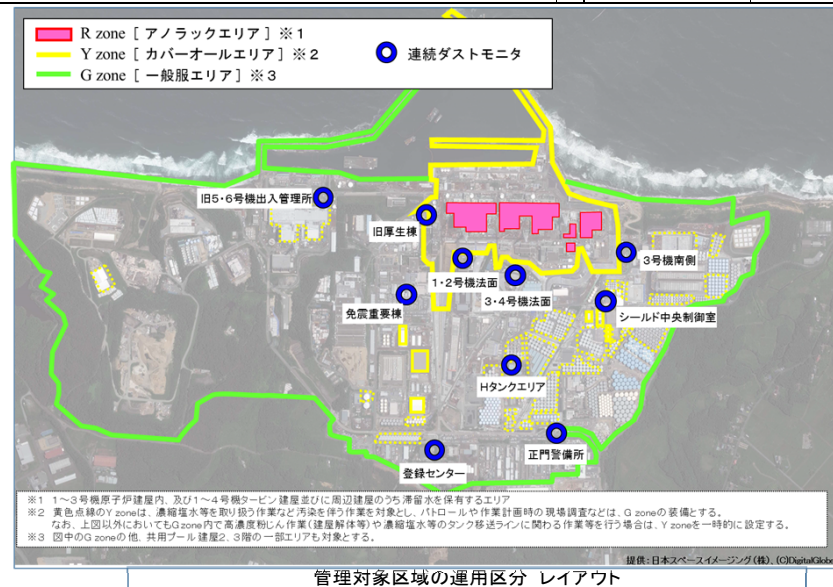 R zone [ アノラックエリア] ※１
Y zone [ カバーオールエリア] ※２
G zone [ 一般服エリア] ※３
連続ダストモニタ
旧５・６号機出入管理所
旧厚生棟
３号機南側
１・２号機法面
３・４号機法面
免震重要棟
シールド中央制御室
Hタンクエリア
正門警備所
登録センター
※１　１～３号機原子炉建屋内、及び１～４号機タービン建屋並びに周辺建屋のうち滞留水を保有するエリア
※２　黄色点線のY zoneは、濃縮塩水等を取り扱う作業など汚染を伴う作業を対象とし、パトロールや作業計画時の現場調査などは、G zoneの装備とする。
なお、上図以外においてもG zone内で高濃度粉じん作業（建屋解体等）や濃縮塩水等のタンク移送ラインに関わる作業等を行う場合は、Y zoneを一時的に設定する。
※３　図中のG zoneの他、共用プール建屋２、３階の一部エリアも対象とする。
提供：日本スペースイメージング（株）、(C)DigitalGlobe
管理対象区域の運用区分 レイアウト